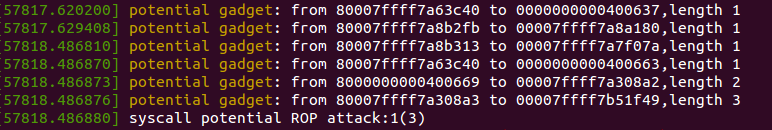 [57817.620200] potential gadget: from 80007ffff7a63c40 to 0000000000400637,length 1
[57817.629408] potential gadget: from 80007ffff7a8b2fb to 00007ffff7a8a180,length 1
[57818.486810] potential gadget: from 80007ffff7a8b313 to 00007ffff7a7f07a,length 1
[57818.486870] potential gadget: from 80007ffff7a63c40 to 0000000000400663,length 1
[57818.486873] potential gadget: from 8000000000400669 to 00007ffff7a308a2,length 2
[57818.486876] potential gadget: from 80007ffff7a308a3 to 00007ffff7b51f49,length 3
[57818.486880] syscall potential ROP attack:1(3)